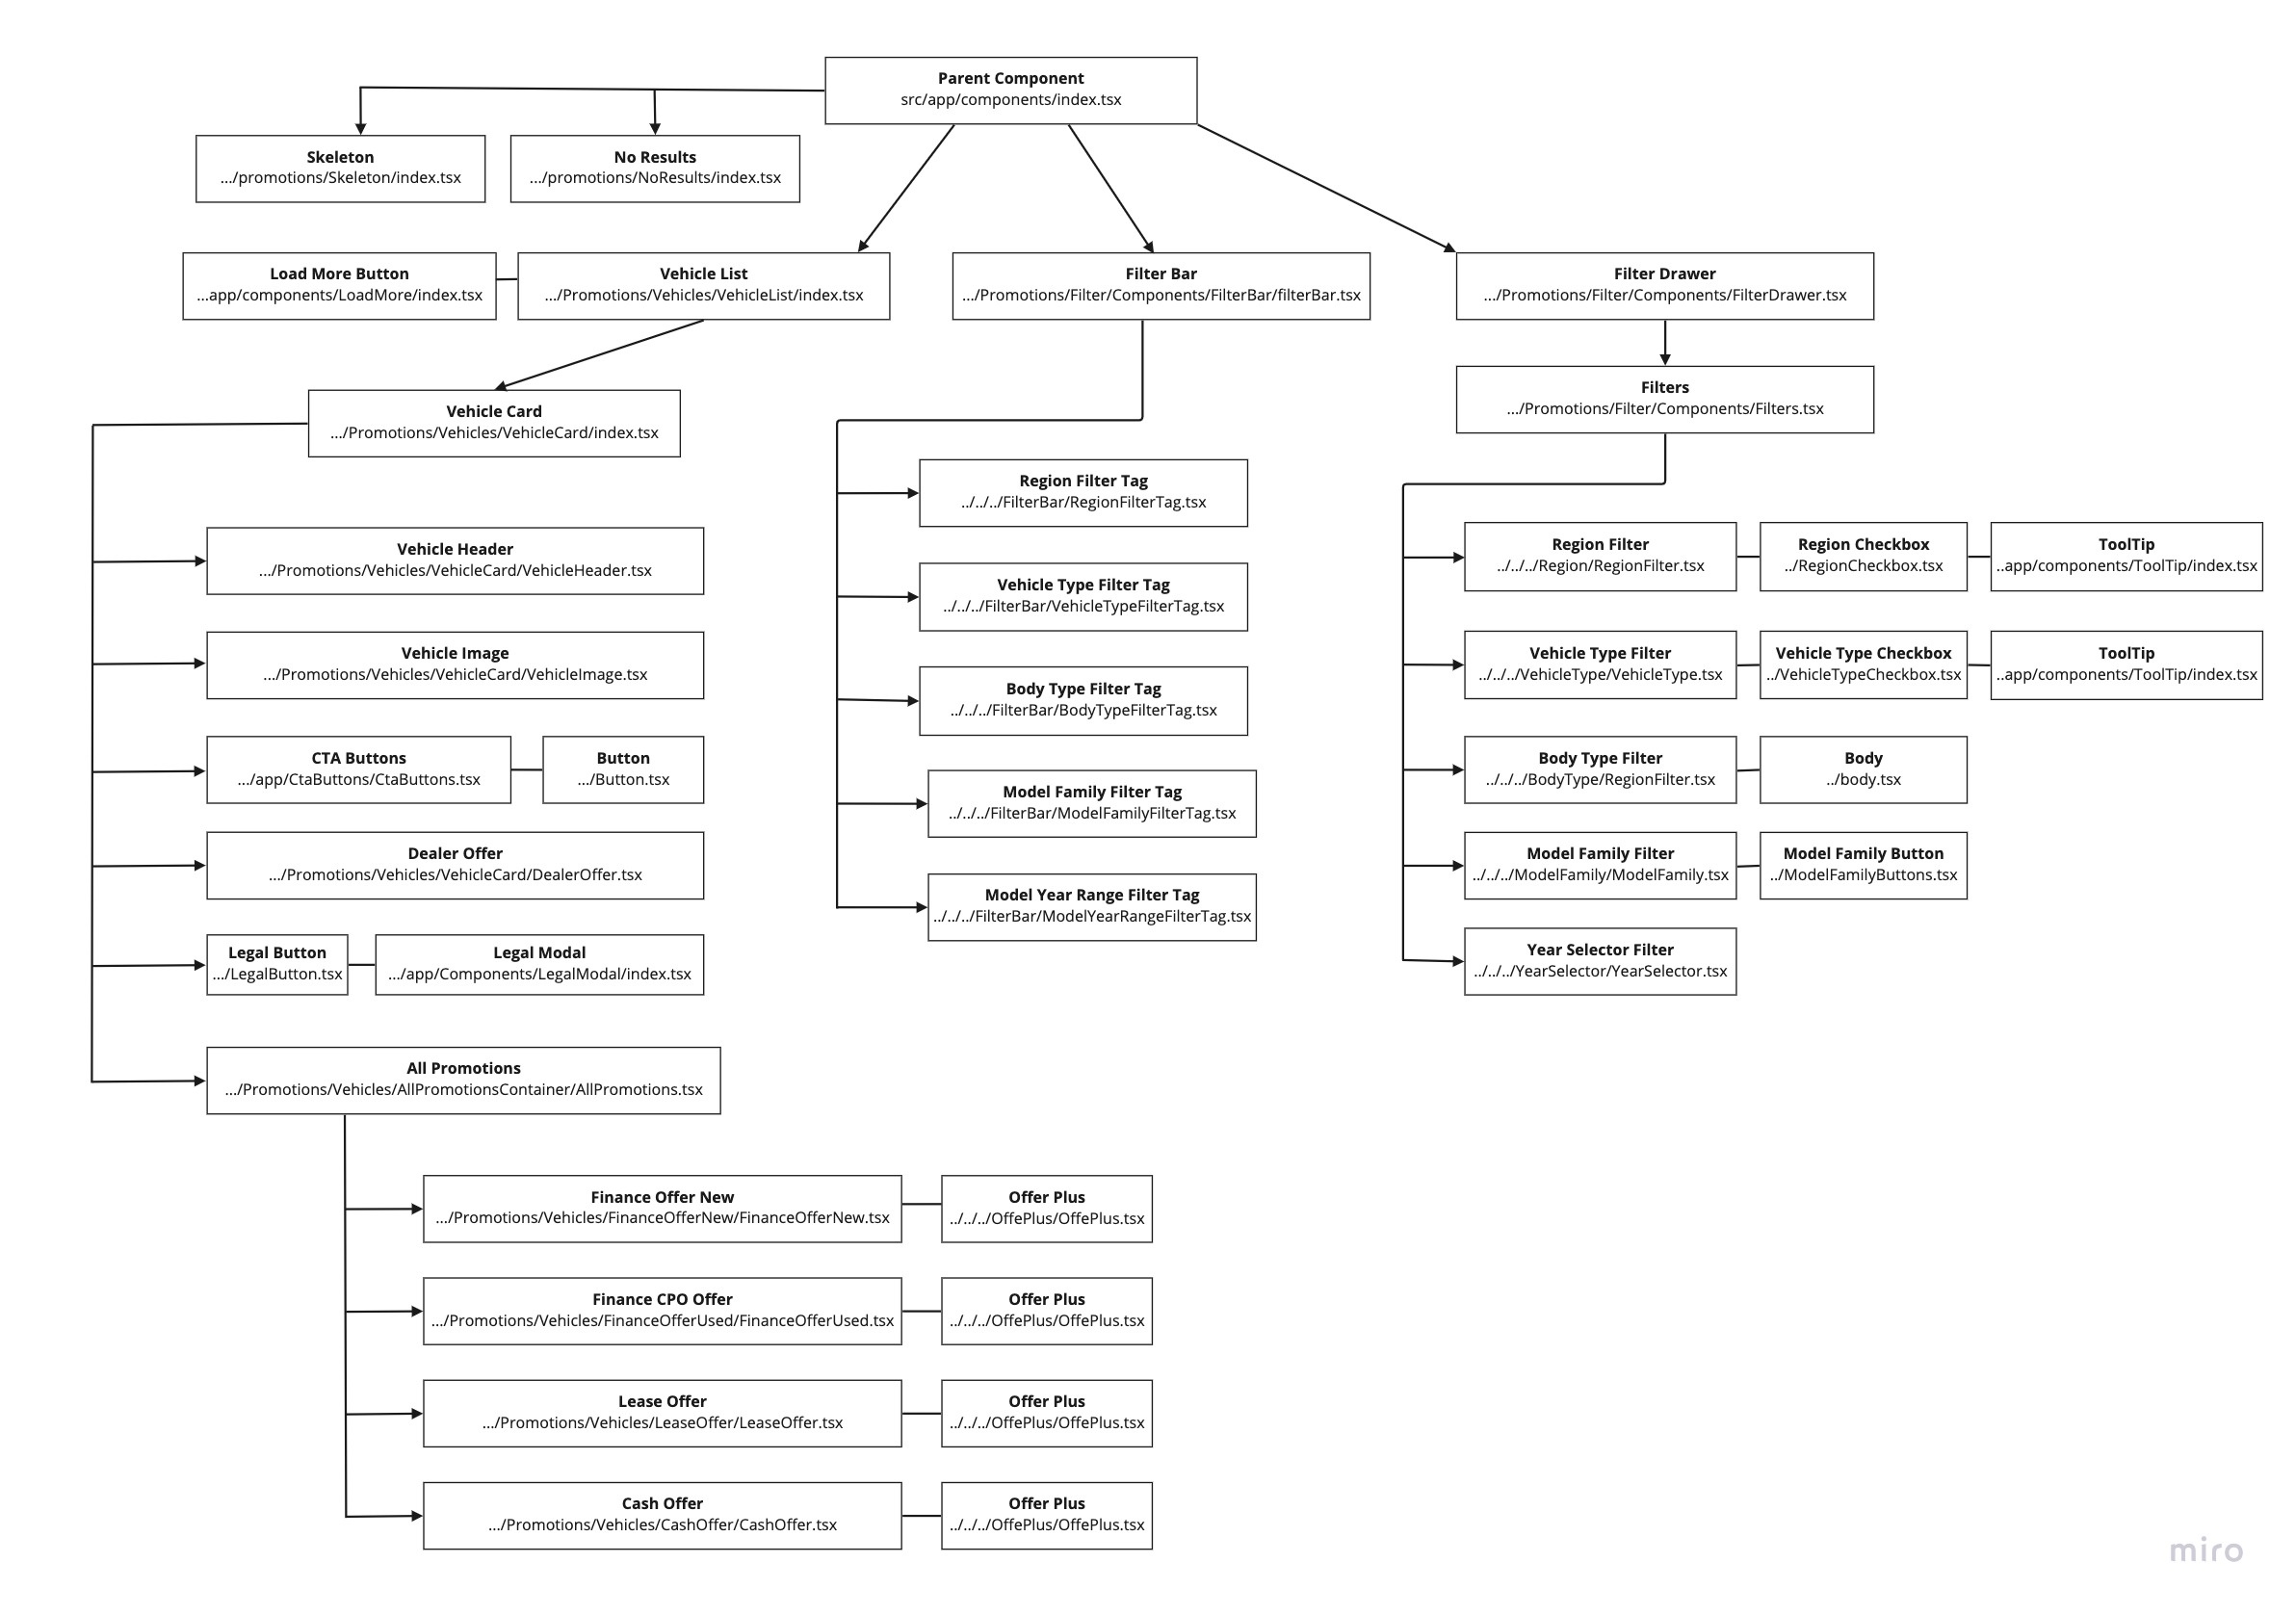 Parent Component
src/app/components/index.tsx
Skeleton
.../promotions/Skeleton/index.tsx
No Results
.../promotions/NoResults/index.tsx
Load More Button
...app/components/LoadMore/index.tsx
Vehicle List
.../Promotions/Vehicles/VehicleList/index.tsx
Filter Bar
.../Promotions/Filter/Components/FilterBar/filterBar.tsx
Filter Drawer
.../Promotions/Filter/Components/FilterDrawer.tsx
Filters
.../Promotions/Filter/Components/Filters.tsx
Vehicle Card
.../Promotions/Vehicles/VehicleCard/index.tsx
Vehicle Header
.../Promotions/Vehicles/VehicleCard/VehicleHeader.tsx
Vehicle Image
.../Promotions/Vehicles/VehicleCard/VehicleImage.tsx
CTA Buttons
.../app/CtaButtons/CtaButtons.tsx
Button
.../Button.tsx
Dealer Offer
.../Promotions/Vehicles/VehicleCard/DealerOffer.tsx
Legal Button
.../LegalButton.tsx
Legal Modal
.../app/Components/LegalModal/index.tsx
All Promotions
.../Promotions/Vehicles/AllPromotionsContainer/AllPromotions.tsx
Finance Offer New
.../Promotions/Vehicles/FinanceOfferNew/FinanceOfferNew.tsx
Offer Plus
../../../OffePlus/OffePlus.tsx
Finance CPO Offer
.../Promotions/Vehicles/FinanceOfferUsed/FinanceOfferUsed.tsx
Offer Plus
../../../OffePlus/OffePlus.tsx
Lease Offer
.../Promotions/Vehicles/LeaseOffer/LeaseOffer.tsx
Offer Plus
../../../OffePlus/OffePlus.tsx
Cash Offer
.../Promotions/Vehicles/CashOffer/CashOffer.tsx
Offer Plus
../../../OffePlus/OffePlus.tsx
Region Filter Tag
../../../FilterBar/RegionFilterTag.tsx
Vehicle Type Filter Tag
../../../FilterBar/VehicleTypeFilterTag.tsx
Body Type Filter Tag
../../../FilterBar/BodyTypeFilterTag.tsx
Model Family Filter Tag
../../../FilterBar/ModelFamilyFilterTag.tsx
Model Year Range Filter Tag
../../../FilterBar/ModelYearRangeFilterTag.tsx
Region Filter
../../../Region/RegionFilter.tsx
Region Checkbox
../RegionCheckbox.tsx
ToolTip
..app/components/ToolTip/index.tsx
Vehicle Type Filter
../../../VehicleType/VehicleType.tsx
Vehicle Type Checkbox
../VehicleTypeCheckbox.tsx
ToolTip
..app/components/ToolTip/index.tsx
Body Type Filter
../../../BodyType/RegionFilter.tsx
Body
../body.tsx
Model Family Filter
../../../ModelFamily/ModelFamily.tsx
Model Family Button
../ModelFamilyButtons.tsx
Year Selector Filter
../../../YearSelector/YearSelector.tsx
miro